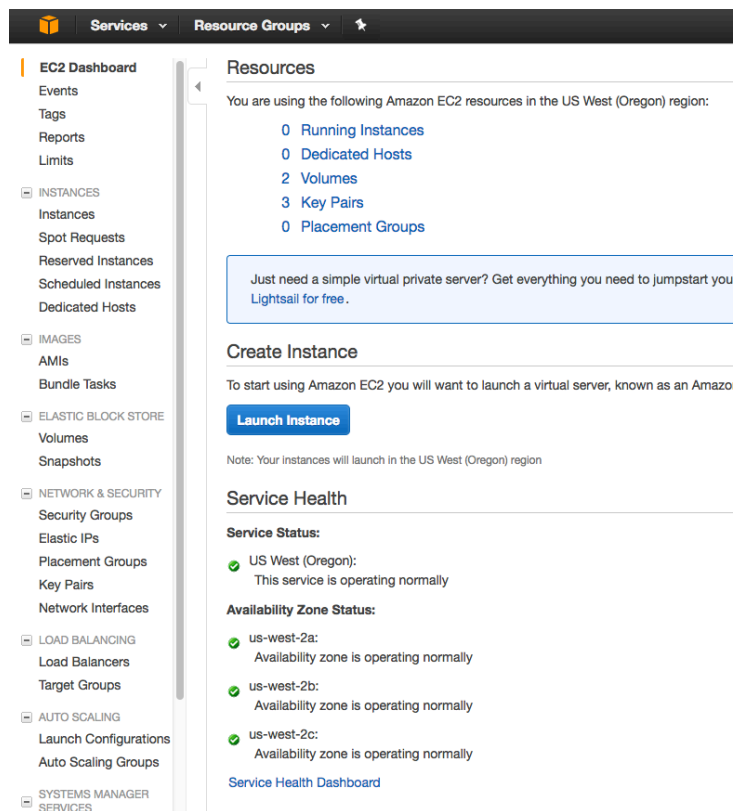 Services
Resource Groups
EC2 Dashboard
Events
Tags
Reports
Limits
INSTANCES
Instances
Spot Requests
Reserved Instances
Scheduled Instances
Dedicated Hosts
IMAGES
AMIs
Bundle Tasks
ELASTIC BLOCK STORE
Volumes
Snapshots
NETWORK & SECURITY
Security Groups
Elastic IPs
Placement Groups
Key Pairs
Network Interfaces
LOAD BALANCING
Load Balancers
Target Groups
AUTO SCALING
Launch Configurations
Auto Scaling Groups
SYSTEMS MANAGER
SERVICES
Resources
You are using the following Amazon EC2 resources in the US West (Oregon) region:
0 Running Instances
0 Dedicated Hosts
2 Volumes
3 Key Pairs
0 Placement Groups
Just need a simple virtual private server? Get everything you need to jumpstart you
Lightsail for free.
Create Instance
To start using Amazon EC2 you will want to launch a virtual server, known as an Amazo
Launch Instance
Note: Your instances will launch in the US West (Oregon) region
Service Health
Service Status:
US West (Oregon):
This service is operating normally
Availability Zone Status:
us-west-2a:
Availability zone is operating normally
us-west-2b:
Availability zone is operating normally
us-west-2c:
Availability zone is operating normally
Service Health Dashboard